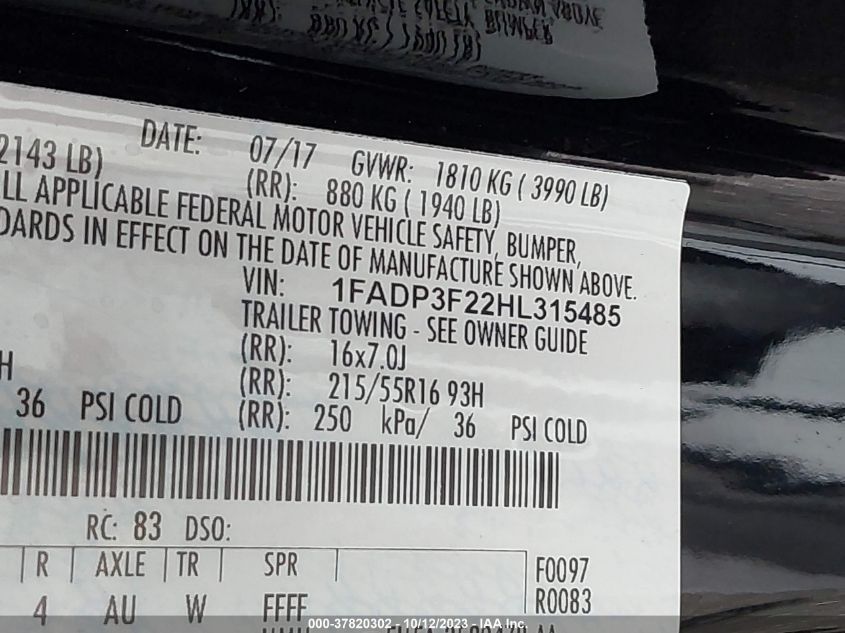 DATE: 07/17 GVWR: 1810 KG ( 3990 LB)
2143 LB) (RR): 880 KG ( 1940 LB)
LL APPLICABLE FEDERAL MOTOR VEHICLE SAFETY, BUMPER,
DARDS IN EFFECT ON THE DATE OF MANUFACTURE SHOWN ABOVE.
VIN: 1FADP3F22HL315485
TRAILER TOWING - SEE OWNER GUIDE
(RR): 16x7.0J
H (RR): 215/55R16 93H
36 PSI COLD (RR): 250 kPa/ 36 PSI COLD
RC: 83 DSO:
R AXLE TR SPR F0097
4 AU W FFFF R0083
000-37820302 - 10/12/2023 - IAA Inc.